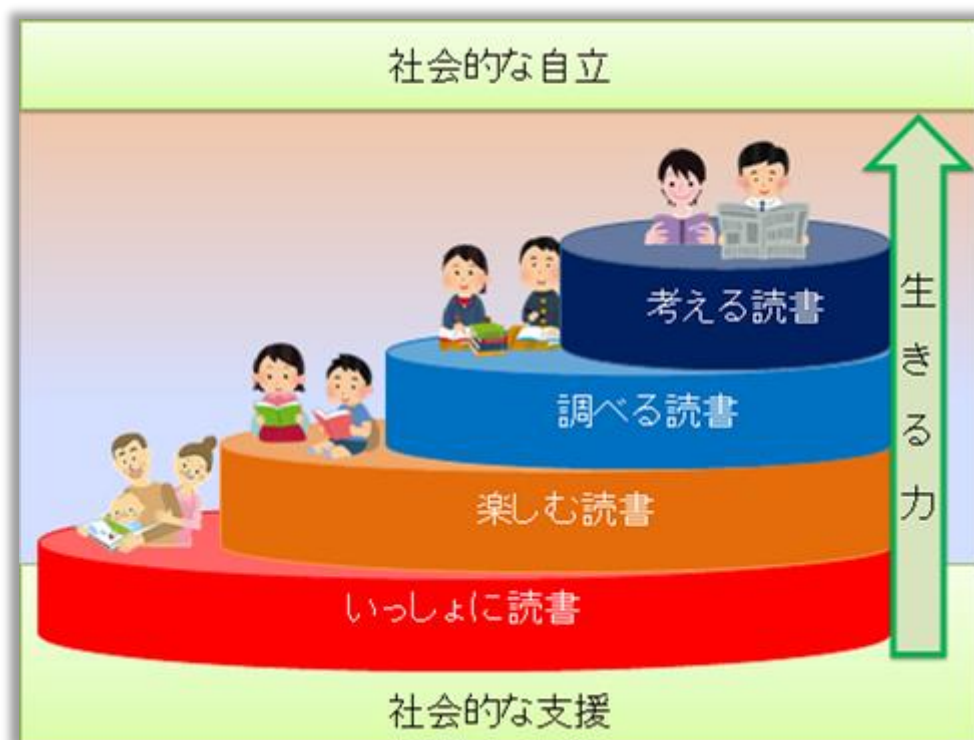 社会的な自立
考える読書
調べる読書
楽しむ読書
いっしょに読書
生きる力
社会的な支援